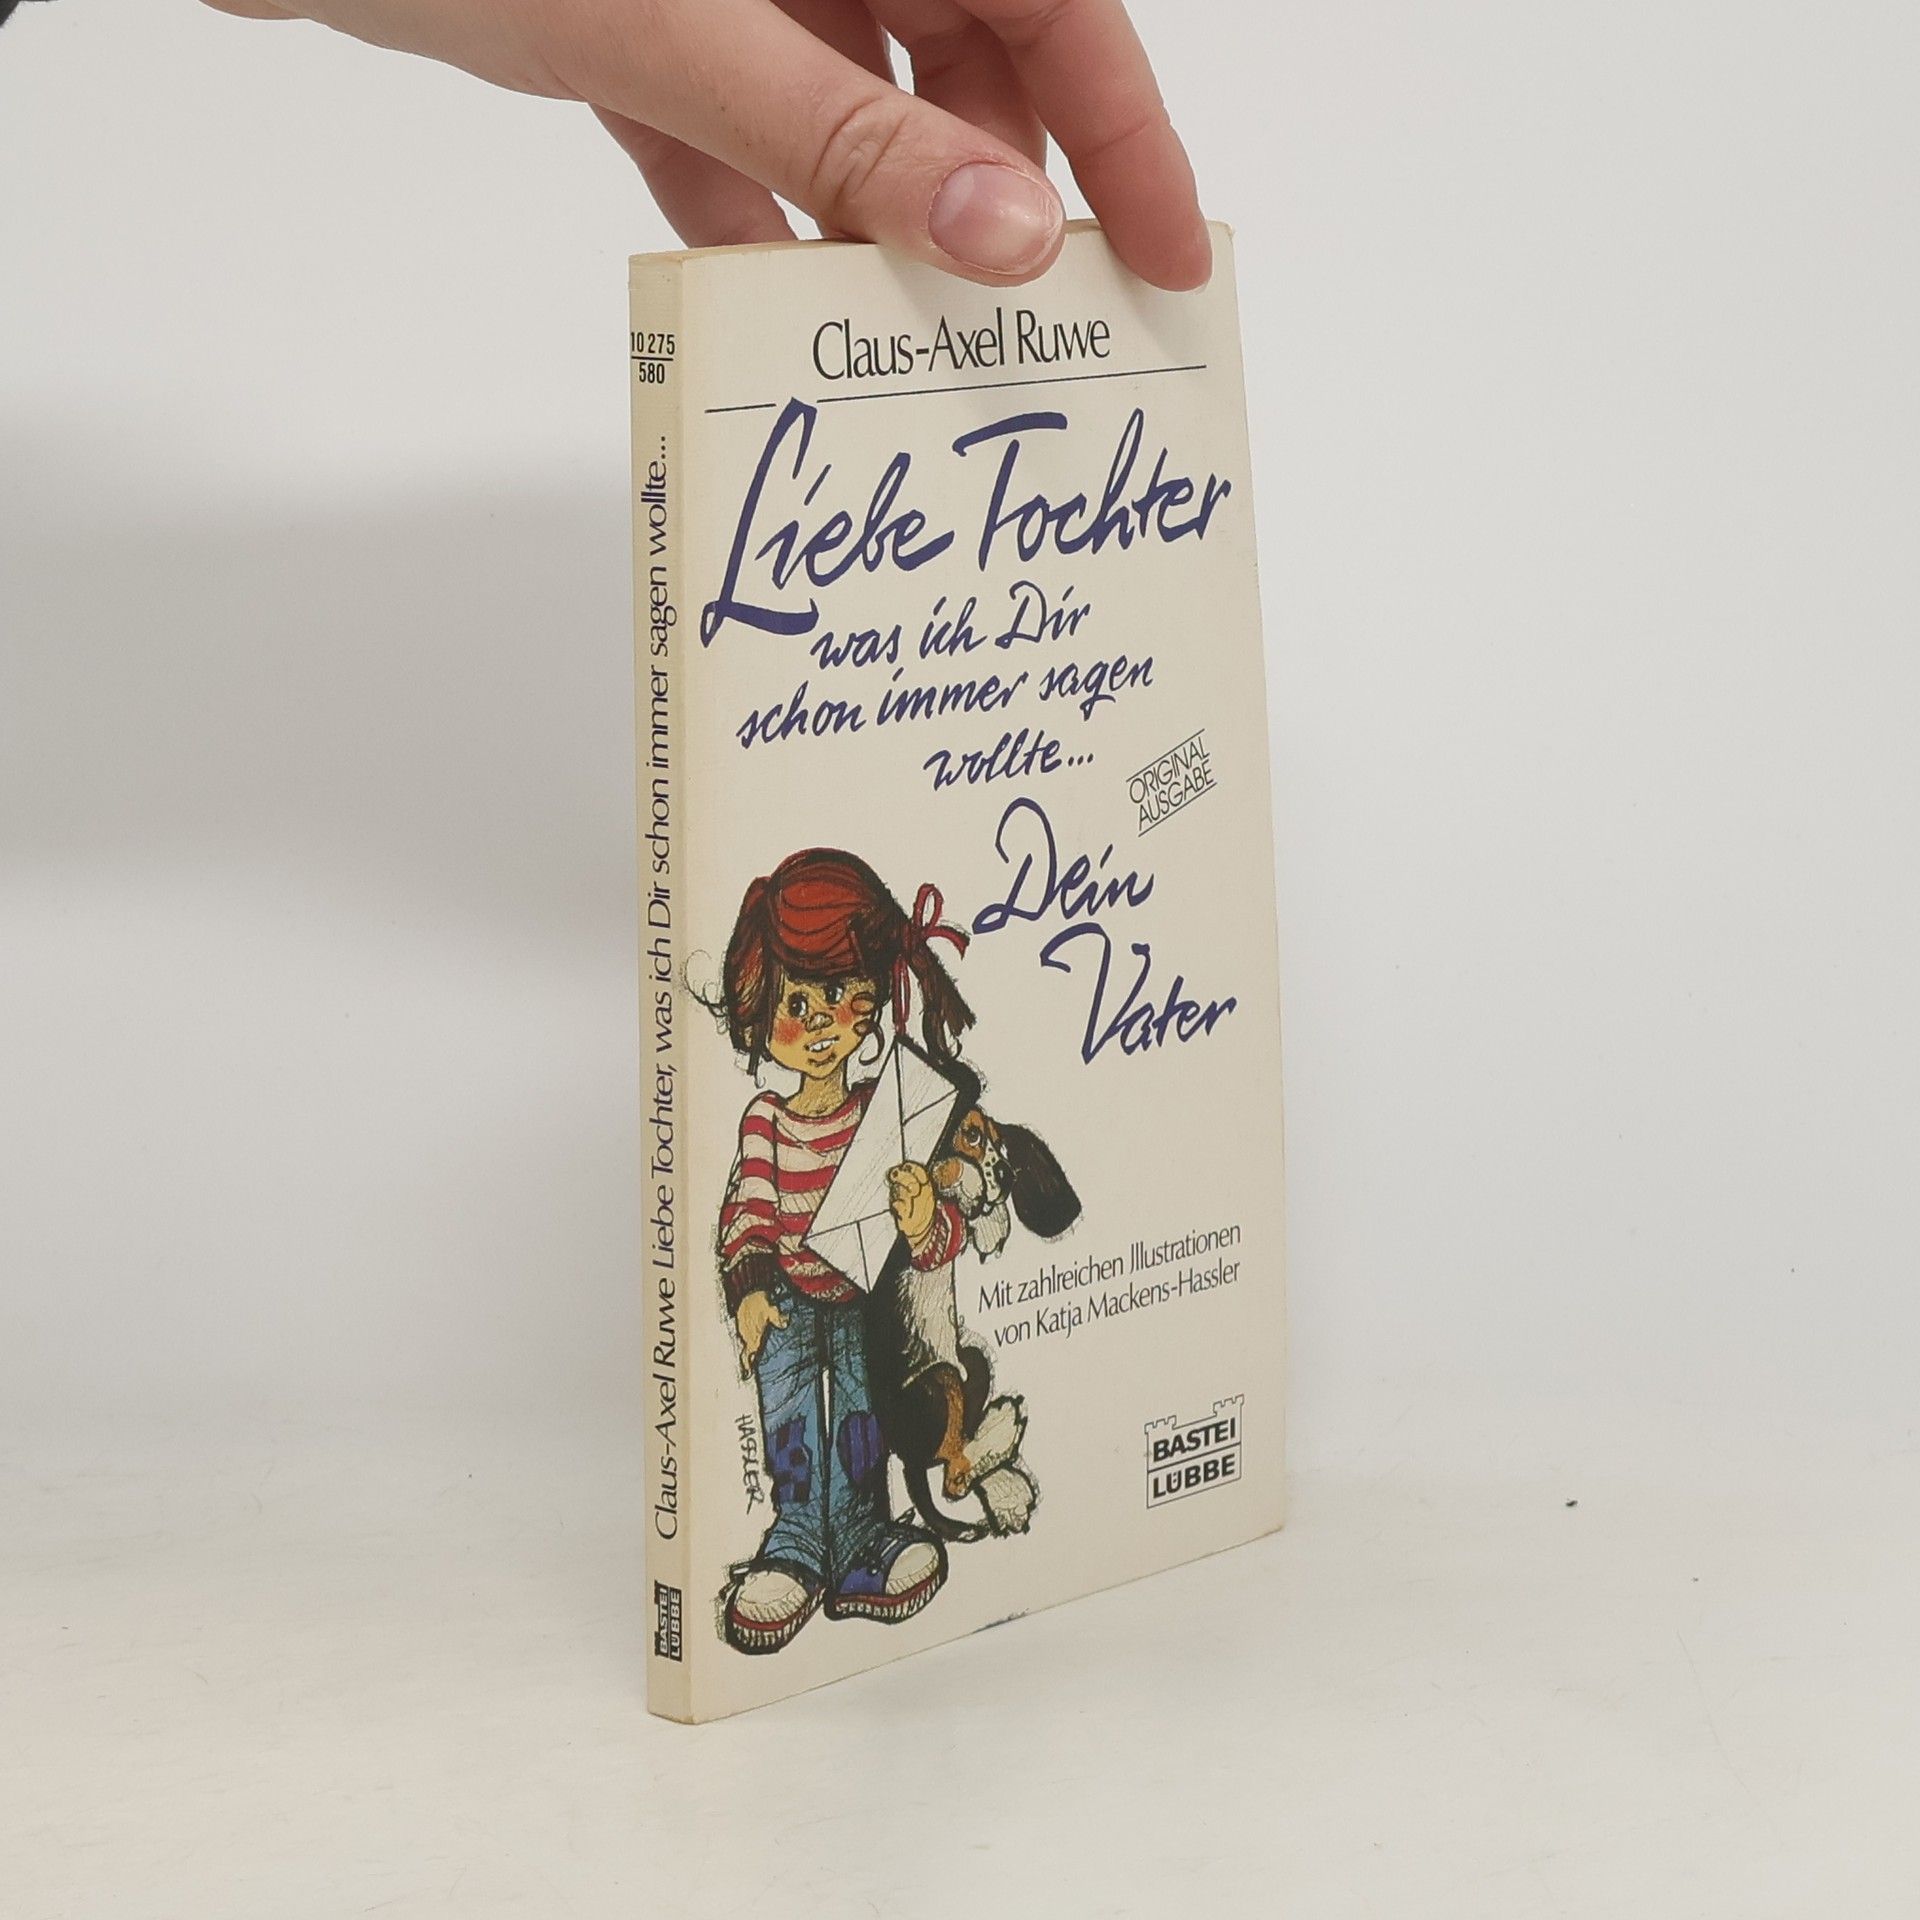 10 275
580
Claus-Axel Ruwe Liebe Tochter, was ich Dir schon immer sagen wollte...
BASTEI
LÜBBE
Claus-Axel Ruwe
Liebe Tochter
was ich Dir
schon immer sagen
wollte...
ORIGINAL
AUSGABE
Dein
Vater
Mit zahlreichen Illustrationen
von Katja Mackens-Hassler
HASSLER
BASTEI
LÜBBE